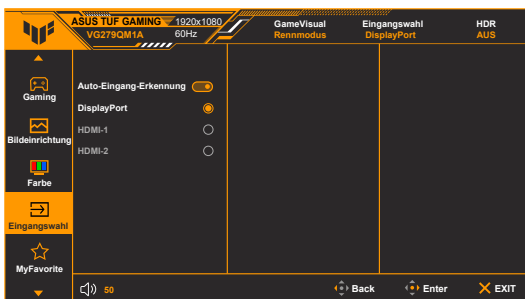 ASUS TUF GAMING 1920x1080
VG279QM1A 60Hz
GameVisual
Rennmodus
Eingangswahl
DisplayPort
HDR
AUS
Gaming
Bildeinrichtung
Farbe
Eingangswahl
MyFavorite
Auto-Eingang-Erkennung
DisplayPort
HDMI-1
HDMI-2
50
Back
Enter
EXIT